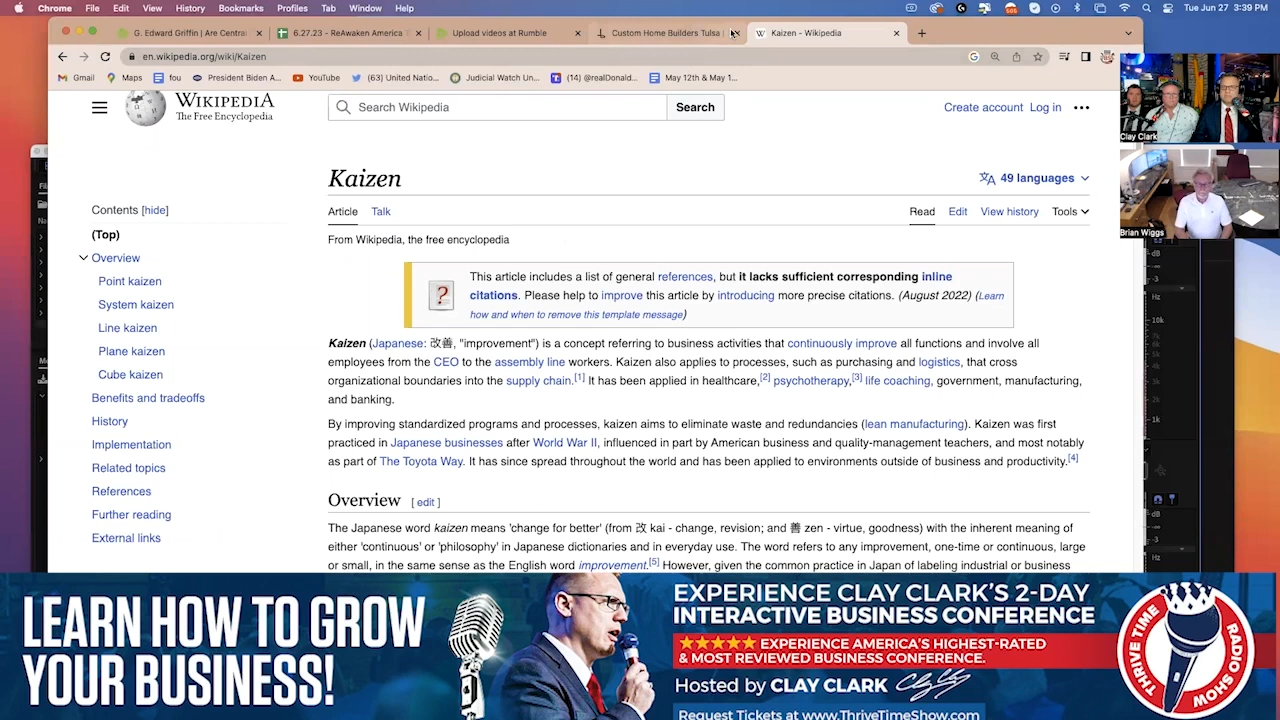 Chrome File Edit View History Bookmarks Profiles Tab Window Help
505
Tue Jun 27 3:39 PM
G. Edward Griffin | Are Central
6.27.23 - ReAwaken America T
Upload videos at Rumble
Custom Home Builders Tulsa
Kaizen - Wikipedia
en.wikipedia.org/wiki/Kaizen
Gmail
Maps
fou
President Biden A...
YouTube
(63) United Natio...
Judicial Watch Un...
(14) @realDonal...
May 12th & May 1...
WIKIPEDIA
The Free Encyclopedia
Search Wikipedia
Search
Create account Log in
Kaizen
49 languages
Article Talk
Read Edit View history Tools
From Wikipedia, the free encyclopedia
Contents [hide]
(Top)
Overview
Point kaizen
System kaizen
Line kaizen
Plane kaizen
Cube kaizen
Benefits and tradeoffs
History
Implementation
Related topics
References
Further reading
External links
This article includes a list of general references, but it lacks sufficient corresponding inline
citations. Please help to improve this article by introducing more precise citations. (August 2022) (Learn
how and when to remove this template message)
Kaizen (Japanese: 改善, "improvement") is a concept referring to business activities that continuously improve all functions and involve all
employees from the CEO to the assembly line workers. Kaizen also applies to processes, such as purchasing and logistics, that cross
organizational boundaries into the supply chain.[1] It has been applied in healthcare,[2] psychotherapy,[3] life coaching, government, manufacturing,
and banking.
By improving standardized programs and processes, kaizen aims to eliminate waste and redundancies (lean manufacturing). Kaizen was first
practiced in Japanese businesses after World War II, influenced in part by American business and quality-management teachers, and most notably
as part of The Toyota Way. It has since spread throughout the world and has been applied to environments outside of business and productivity.[4]
Overview [ edit ]
The Japanese word kaizen means 'change for better' (from 改 kai - change, revision; and 善 zen - virtue, goodness) with the inherent meaning of
either 'continuous' or 'philosophy' in Japanese dictionaries and in everyday use. The word refers to any improvement, one-time or continuous, large
or small, in the same sense as the English word improvement.[5] However, given the common practice in Japan of labeling industrial or business
Clay Clark
Brian Wiggs
dB
-3
Hz
10k
1k
dB
-3
Hz
LEARN HOW TO GROW
YOUR BUSINESS!
EXPERIENCE CLAY CLARK'S 2-DAY
INTERACTIVE BUSINESS CONFERENCE
EXPERIENCE AMERICA'S HIGHEST-RATED
& MOST REVIEWED BUSINESS CONFERENCE.
Hosted by CLAY CLARK
Request Tickets at www.ThriveTimeShow.com
THRIVE TIME
RADIO SHOW